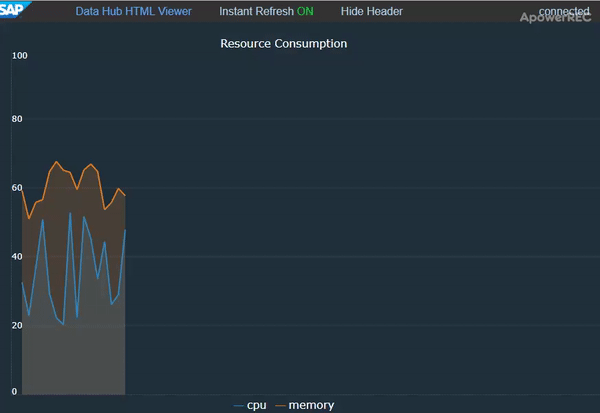 SAP Data Hub HTML Viewer Instant Refresh ON Hide Header connected
ApowerREC
Resource Consumption
100
80
60
40
20
0
cpu memory